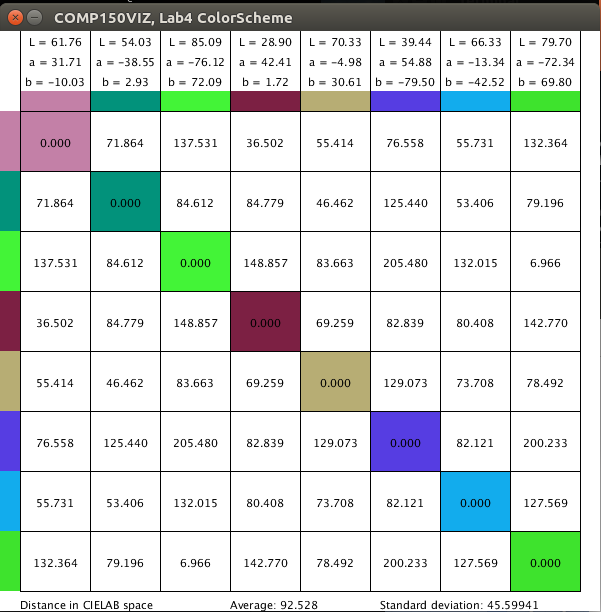 COMP150VIZ, Lab4 ColorScheme
L = 61.76 L = 54.03 L = 85.09 L = 28.90 L = 70.33 L = 39.44 L = 66.33 L = 79.70
a = 31.71 a = -38.55 a = -76.12 a = 42.41 a = -4.98 a = 54.88 a = -13.34 a = -72.34
b = -10.03 b = 2.93 b = 72.09 b = 1.72 b = 30.61 b = -79.50 b = -42.52 b = 69.80
0.000 71.864 137.531 36.502 55.414 76.558 55.731 132.364
71.864 0.000 84.612 84.779 46.462 125.440 53.406 79.196
137.531 84.612 0.000 148.857 83.663 205.480 132.015 6.966
36.502 84.779 148.857 0.000 69.259 82.839 80.408 142.770
55.414 46.462 83.663 69.259 0.000 129.073 73.708 78.492
76.558 125.440 205.480 82.839 129.073 0.000 82.121 200.233
55.731 53.406 132.015 80.408 73.708 82.121 0.000 127.569
132.364 79.196 6.966 142.770 78.492 200.233 127.569 0.000
Distance in CIELAB space Average: 92.528 Standard deviation: 45.59941